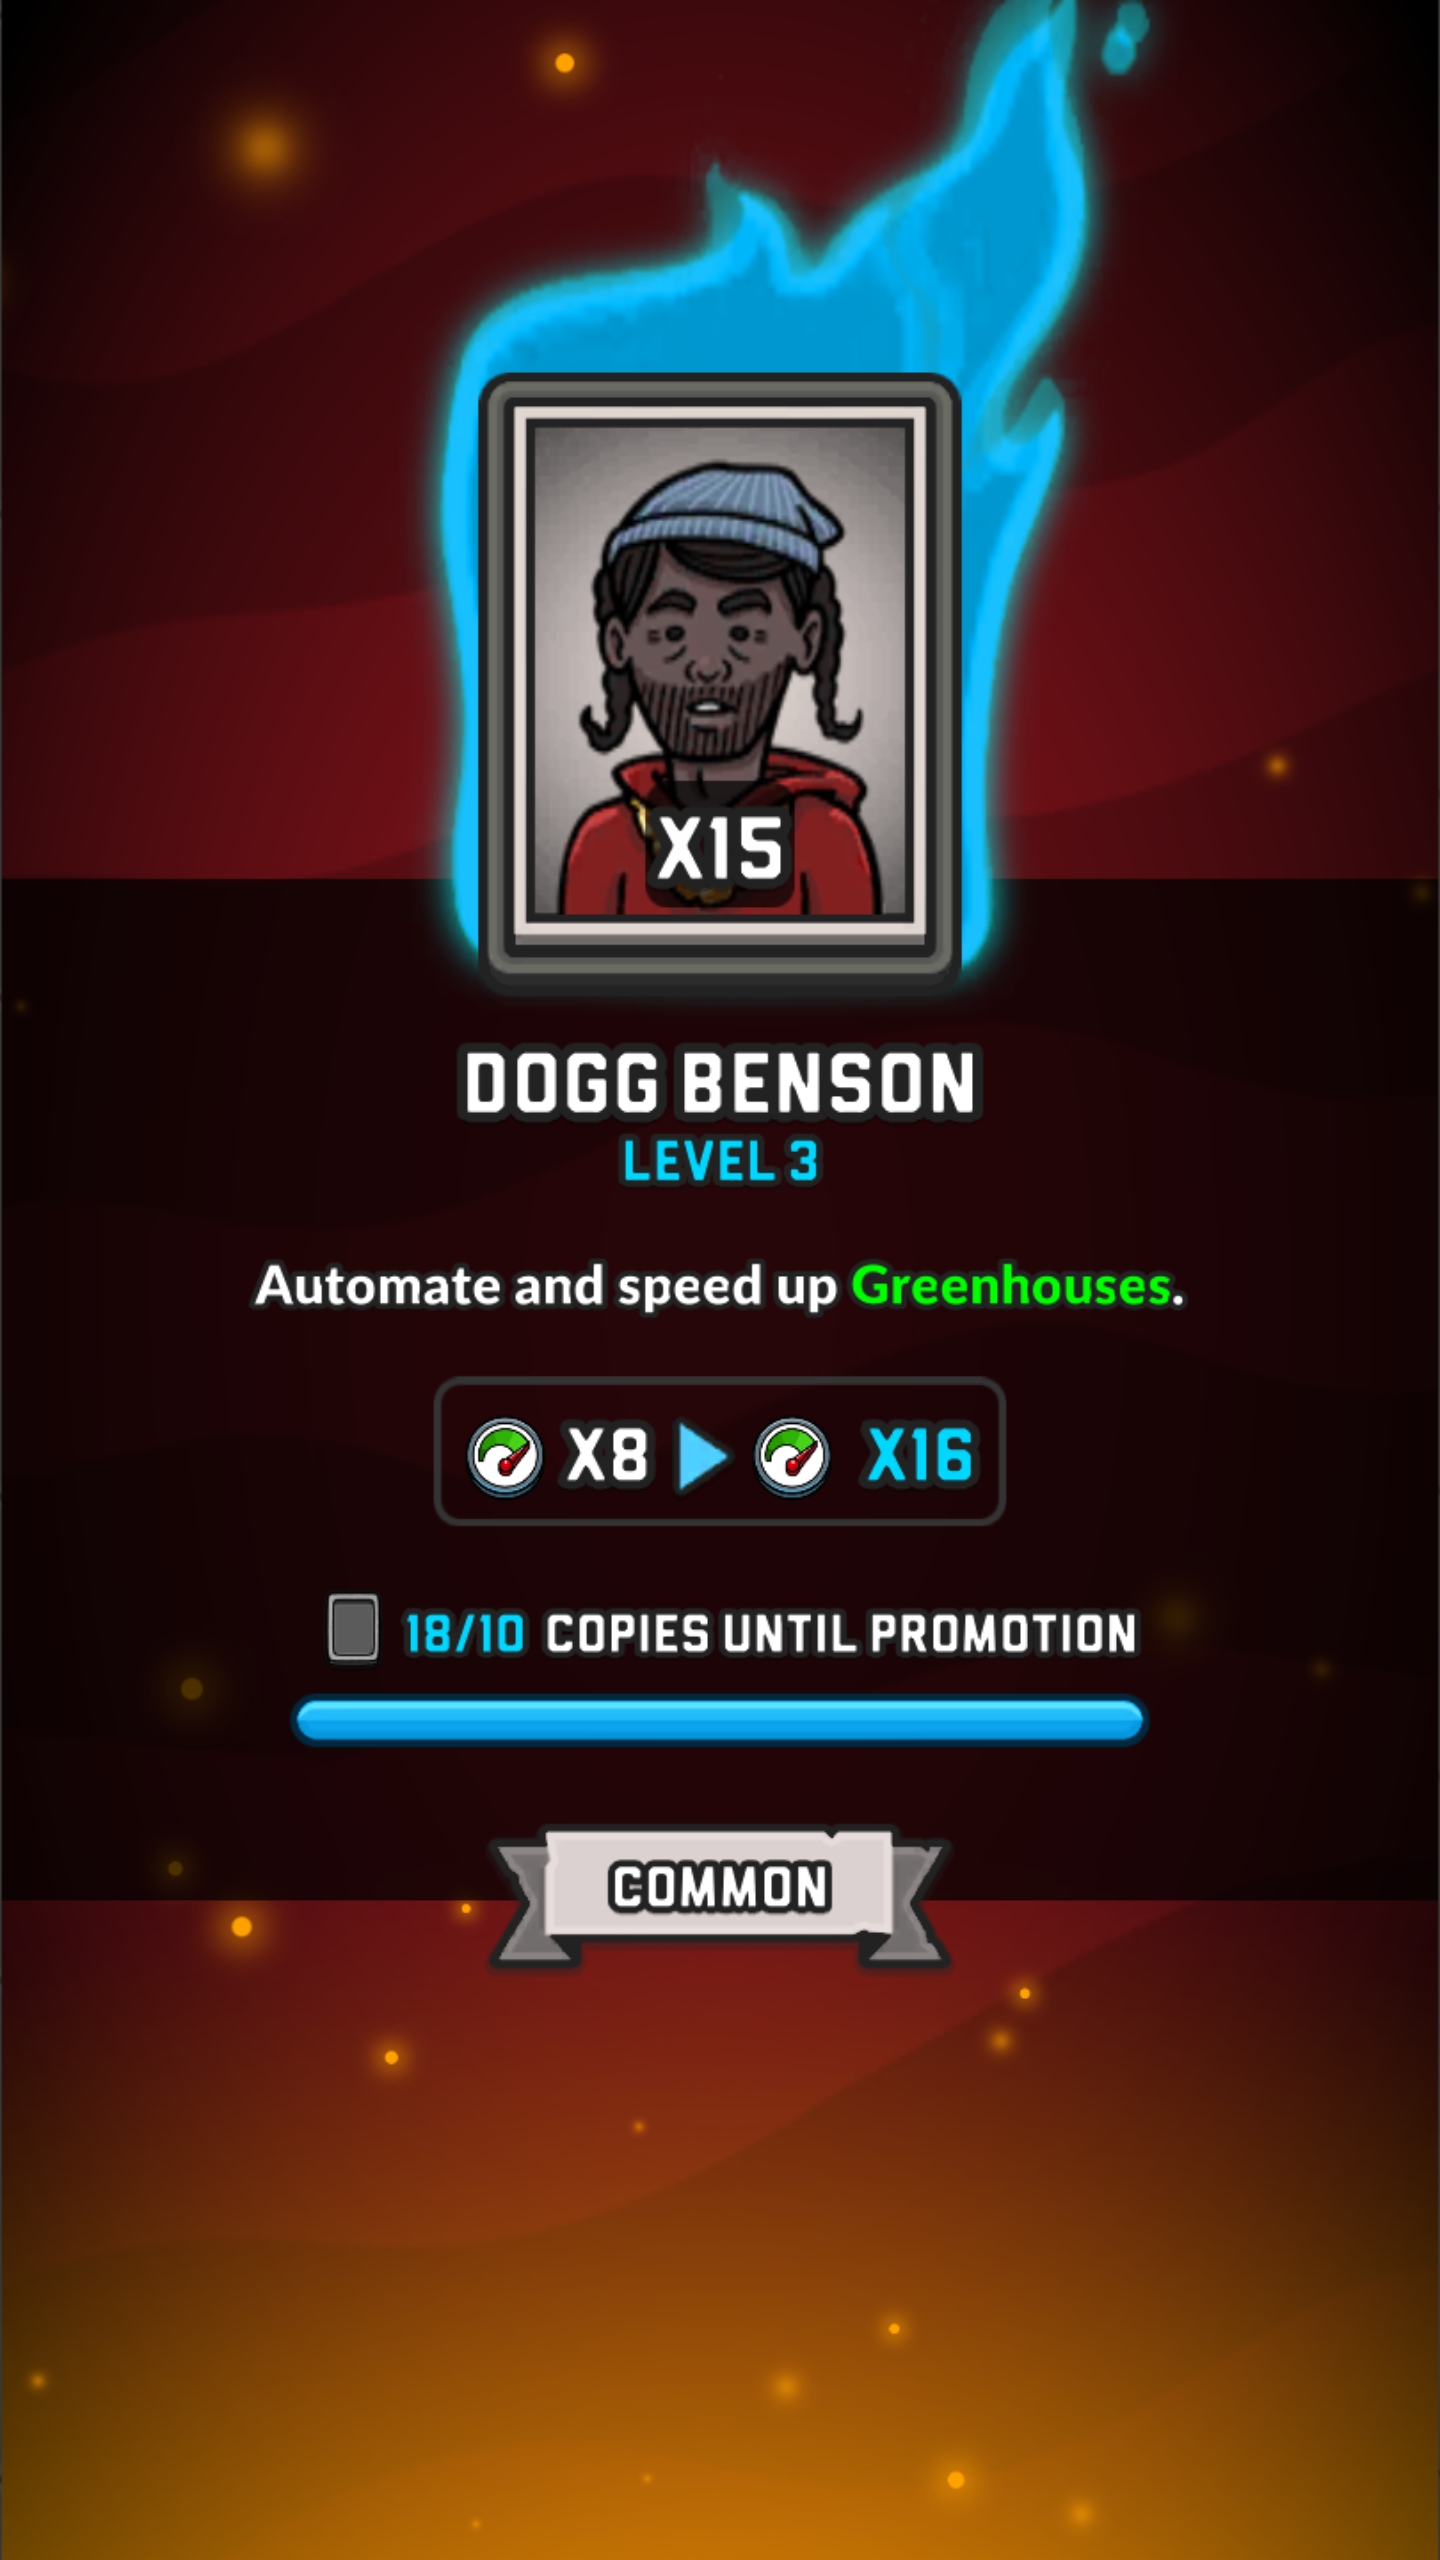 X15
DOGG BENSON
LEVEL 3
Automate and speed up Greenhouses.
X8 X16
18/10 COPIES UNTIL PROMOTION
COMMON